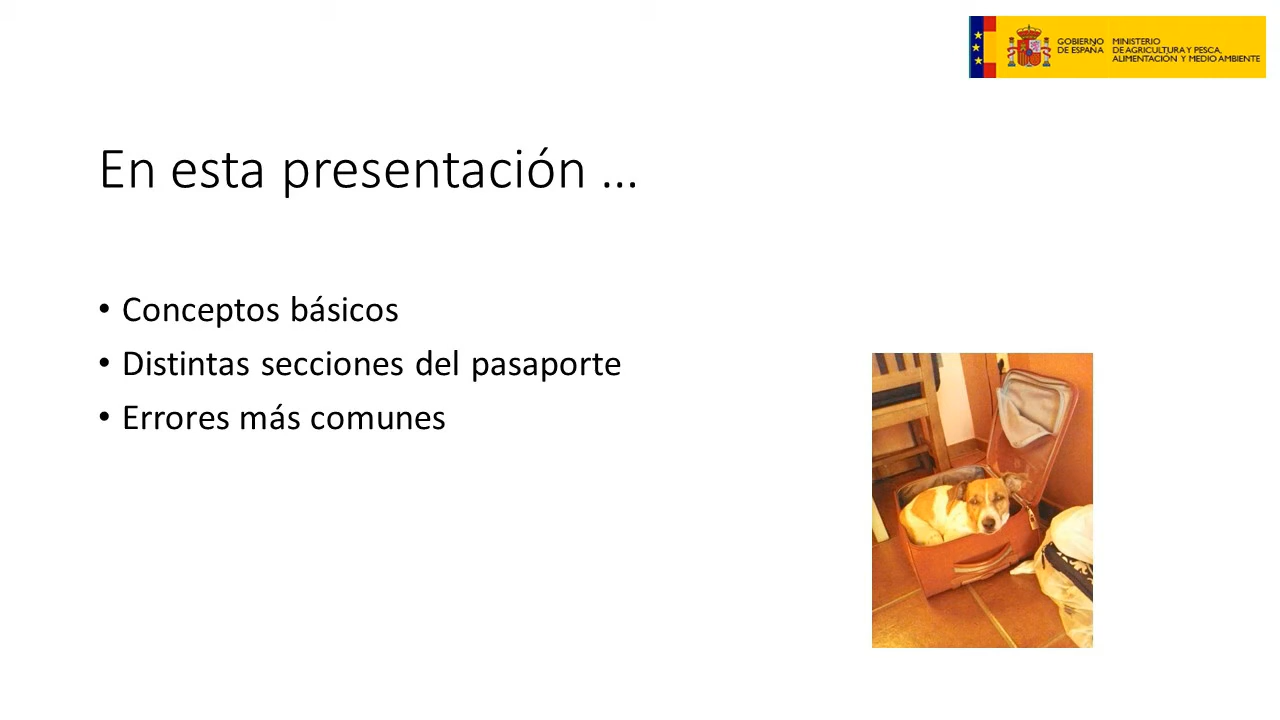 GOBIERNO
DE ESPAÑA
MINISTERIO
DE AGRICULTURA Y PESCA,
ALIMENTACIÓN Y MEDIO AMBIENTE
En esta presentación ...
• Conceptos básicos
• Distintas secciones del pasaporte
• Errores más comunes